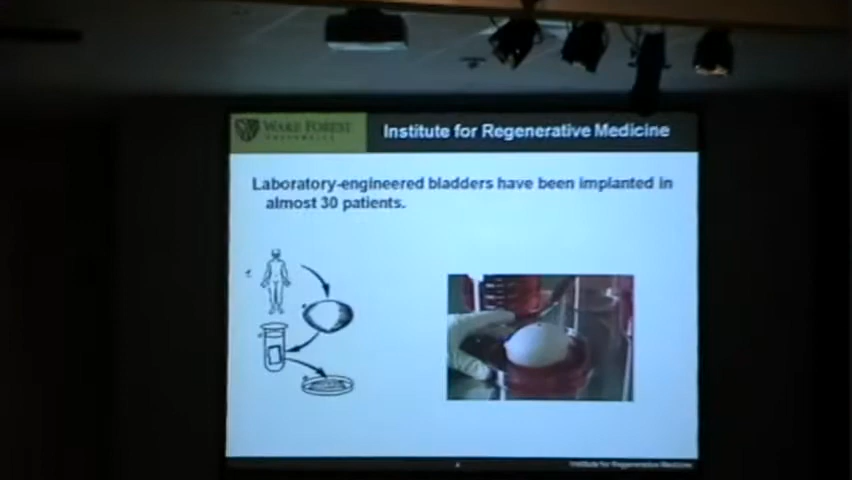 WAKE FOREST
UNIVERSITY
Institute for Regenerative Medicine
Laboratory-engineered bladders have been implanted in
almost 30 patients.
Institute for Regenerative Medicine